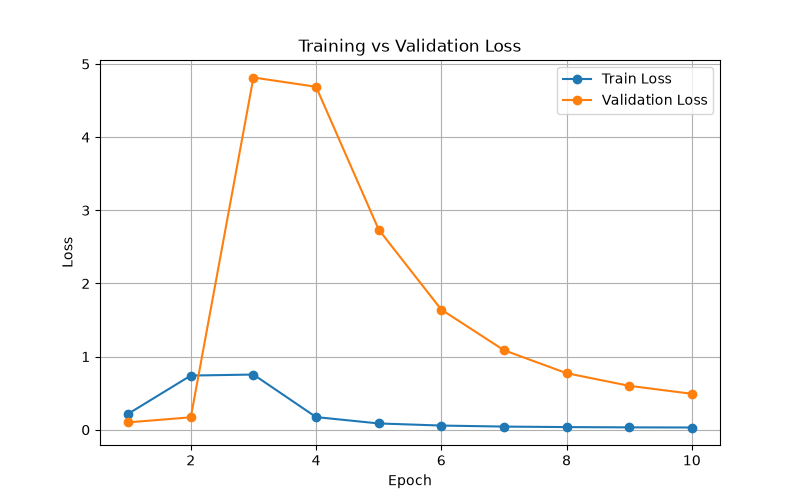 Training vs Validation Loss
Train Loss
Validation Loss
5
4
3
2
1
0
Loss
2 4 6 8 10
Epoch